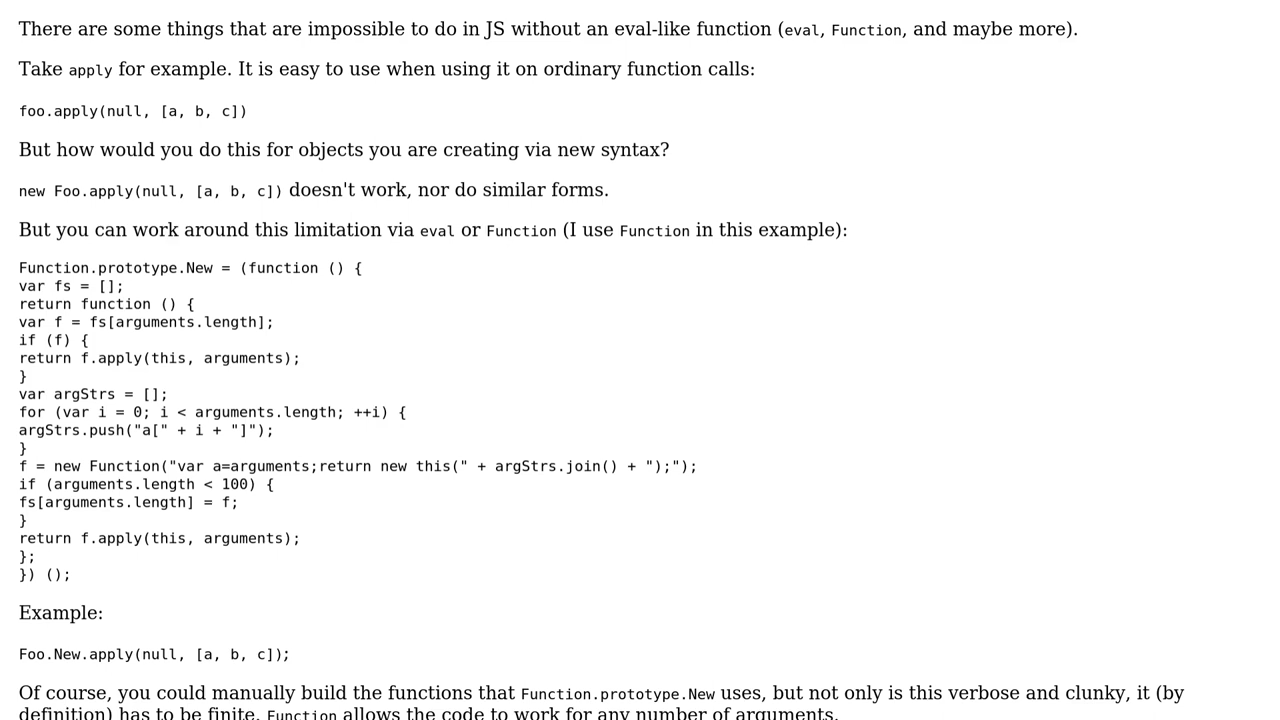 There are some things that are impossible to do in JS without an eval-like function (eval, Function, and maybe more).
Take apply for example. It is easy to use when using it on ordinary function calls:
foo.apply(null, [a, b, c])
But how would you do this for objects you are creating via new syntax?
new Foo.apply(null, [a, b, c]) doesn't work, nor do similar forms.
But you can work around this limitation via eval or Function (I use Function in this example):
Function.prototype.New = (function () {
var fs = [];
return function () {
var f = fs[arguments.length];
if (f) {
return f.apply(this, arguments);
}
var argStrs = [];
for (var i = 0; i < arguments.length; ++i) {
argStrs.push("a[" + i + "]");
}
f = new Function("var a=arguments;return new this(" + argStrs.join() + ");");
if (arguments.length < 100) {
fs[arguments.length] = f;
}
return f.apply(this, arguments);
};
}) ();
Example:
Foo.New.apply(null, [a, b, c]);
Of course, you could manually build the functions that Function.prototype.New uses, but not only is this verbose and clunky, it (by
definition) has to be finite. Function allows the code to work for any number of arguments.